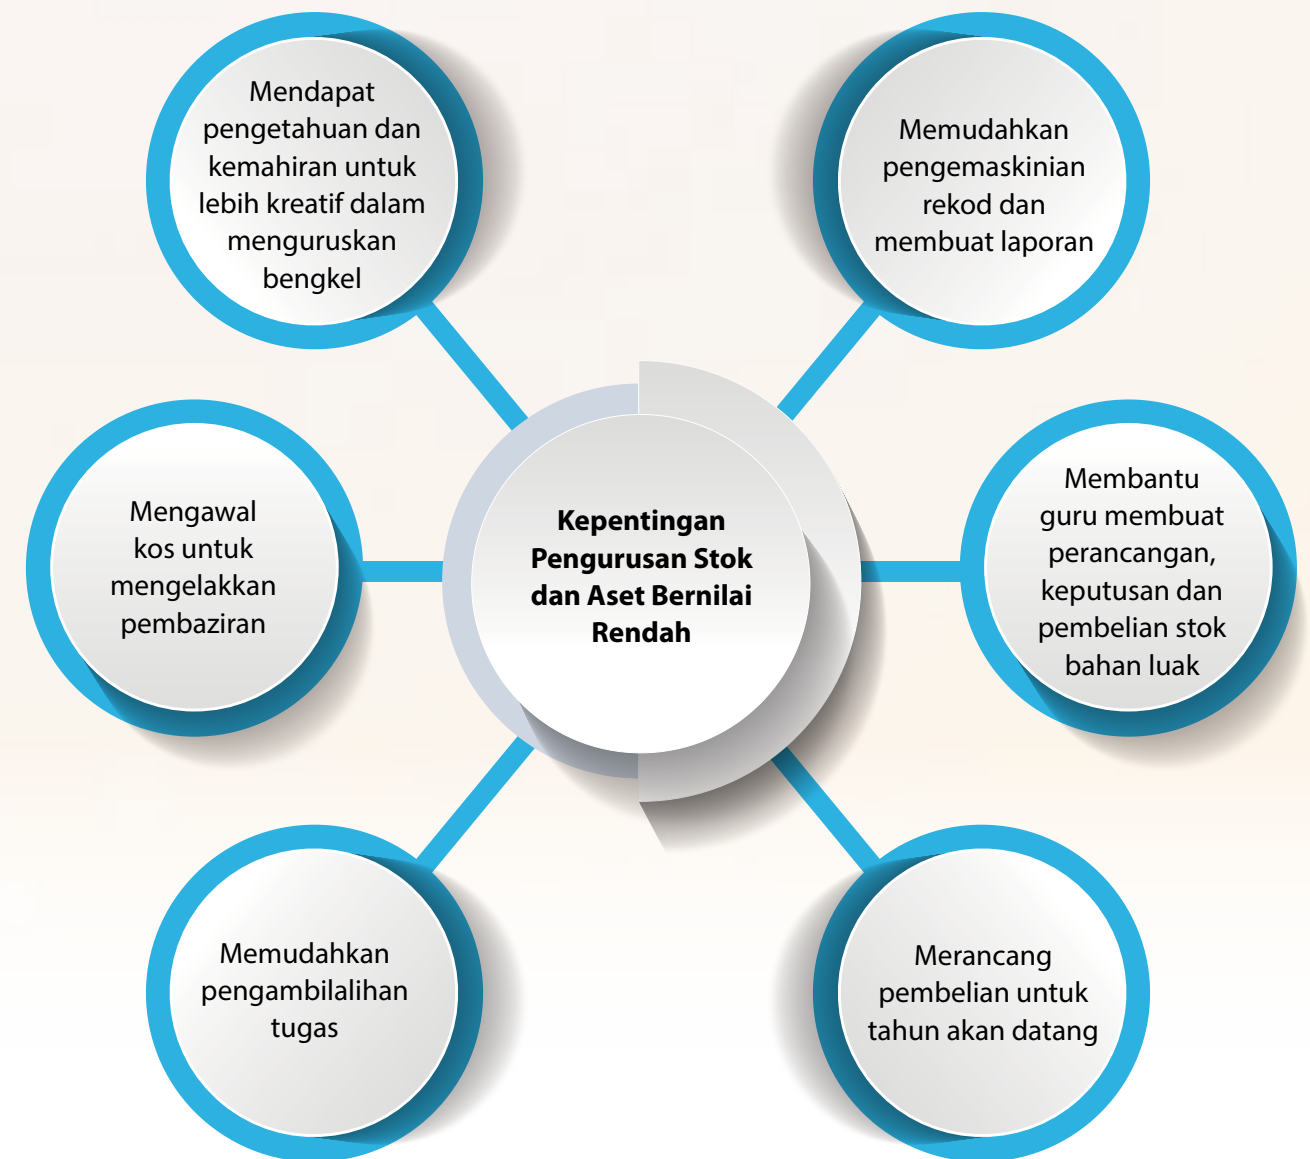 Mendapat
pengetahuan dan
kemahiran untuk
lebih kreatif dalam
menguruskan
bengkel
Memudahkan
pengemaskinian
rekod dan
membuat laporan
Mengawal
kos untuk
mengelakkan
pembaziran
Kepentingan
Pengurusan Stok
dan Aset Bernilai
Rendah
Membantu
guru membuat
perancangan,
keputusan dan
pembelian stok
bahan luak
Memudahkan
pengambilalihan
tugas
Merancang
pembelian untuk
tahun akan datang